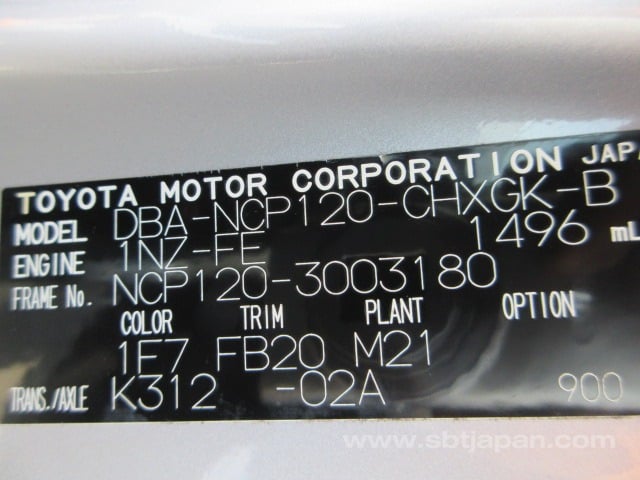 TOYOTA MOTOR CORPORATION JAPA
MODEL DBA-NCP120-CHXGK-B
ENGINE 1NZ-FE 1496 mL
FRAME No. NCP120-3003180
COLOR TRIM PLANT OPTION
1E7 FB20 M21
TRANS./AXLE K312 -02A 900
www.sbtjapan.com